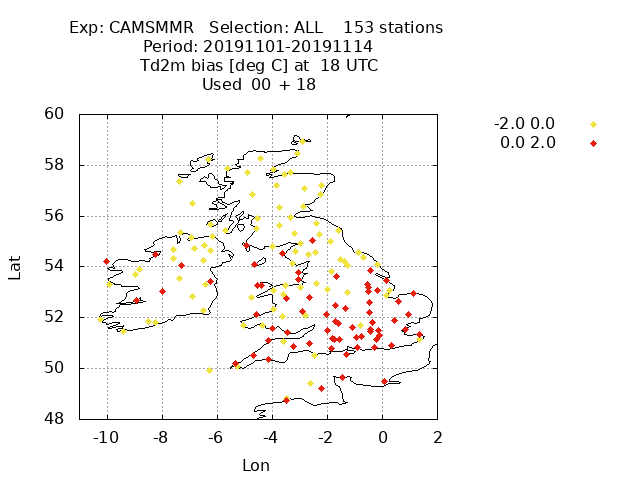 Exp: CAMSMMR   Selection: ALL    153 stations
Period: 20191101-20191114
Td2m bias [deg C] at  18 UTC
Used  00 + 18
-2.0 0.0
0.0 2.0
60
58
56
54
52
50
48
Lat
-10 -8 -6 -4 -2 0 2
Lon